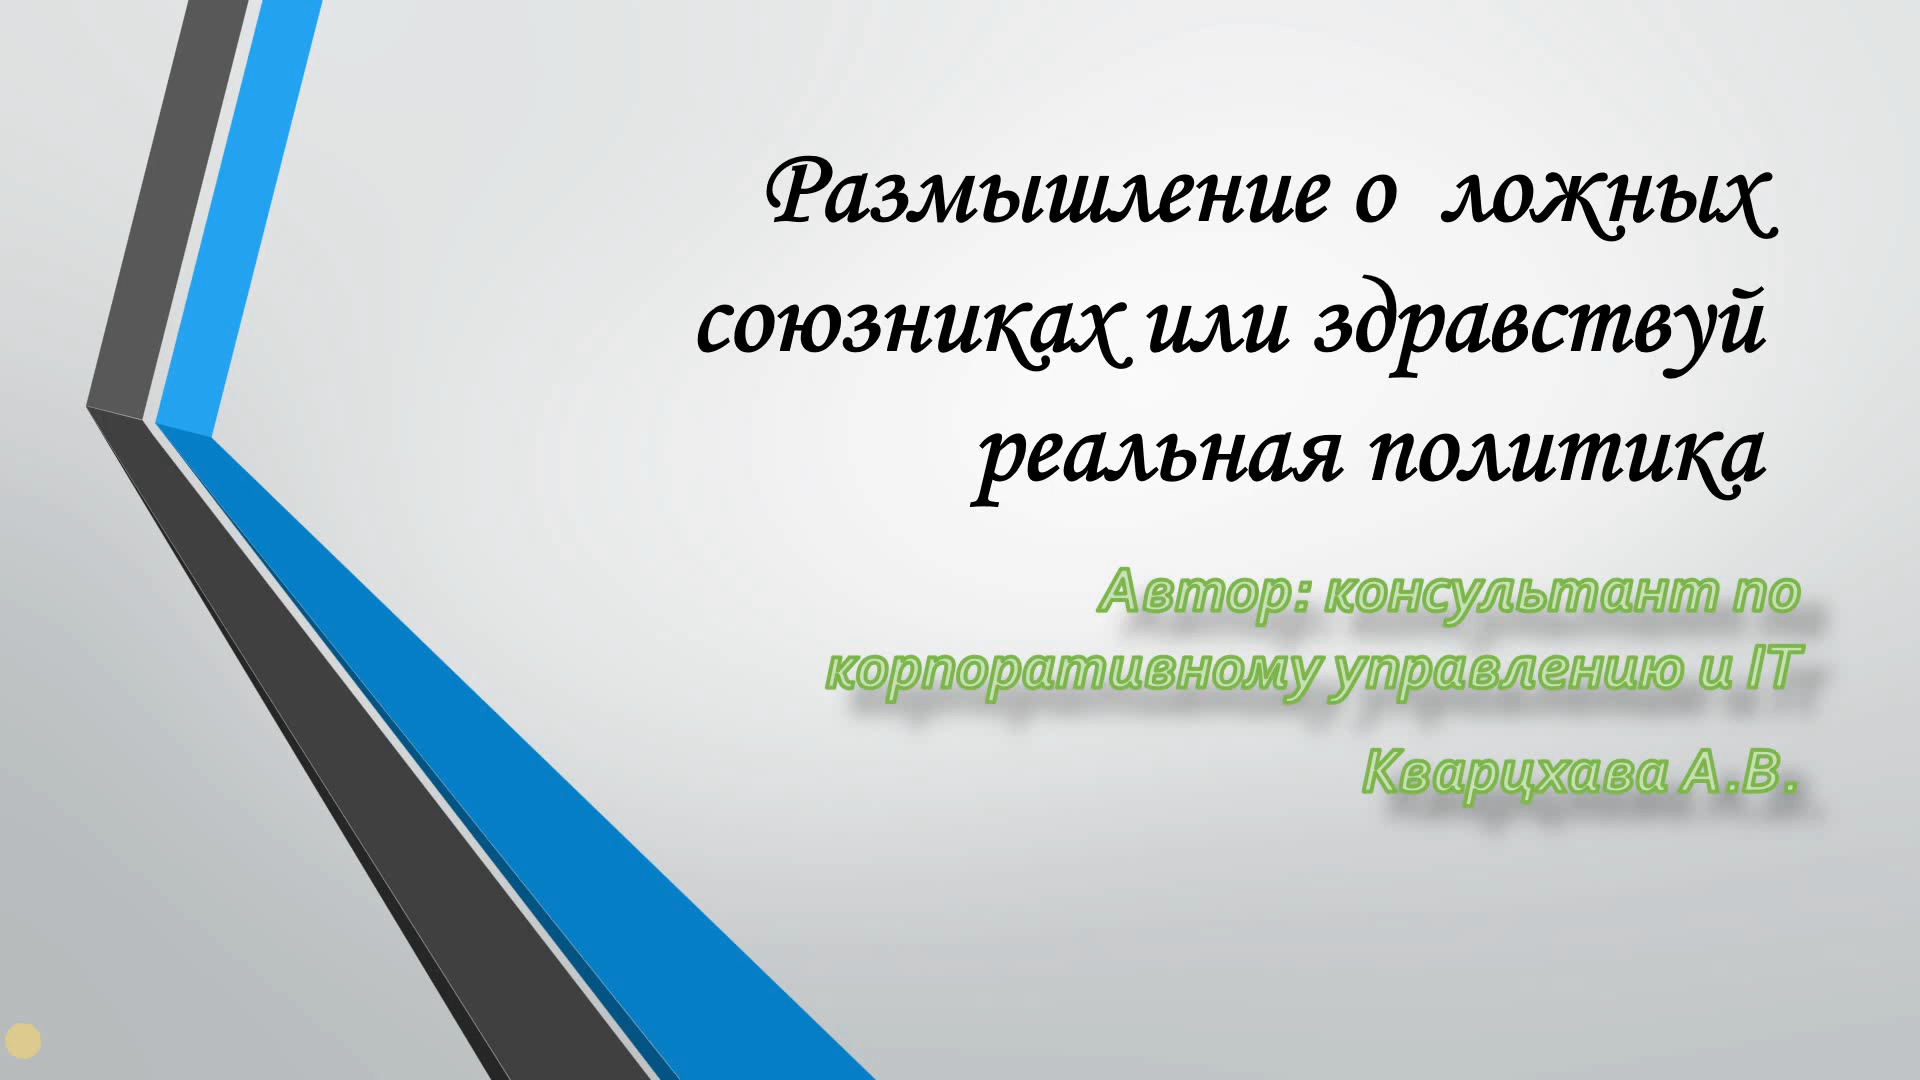 Размышление о ложных
союзниках или здравствуй
реальная политика
Автор: консультант по
корпоративному управлению и IT
Кварцхава А.В.